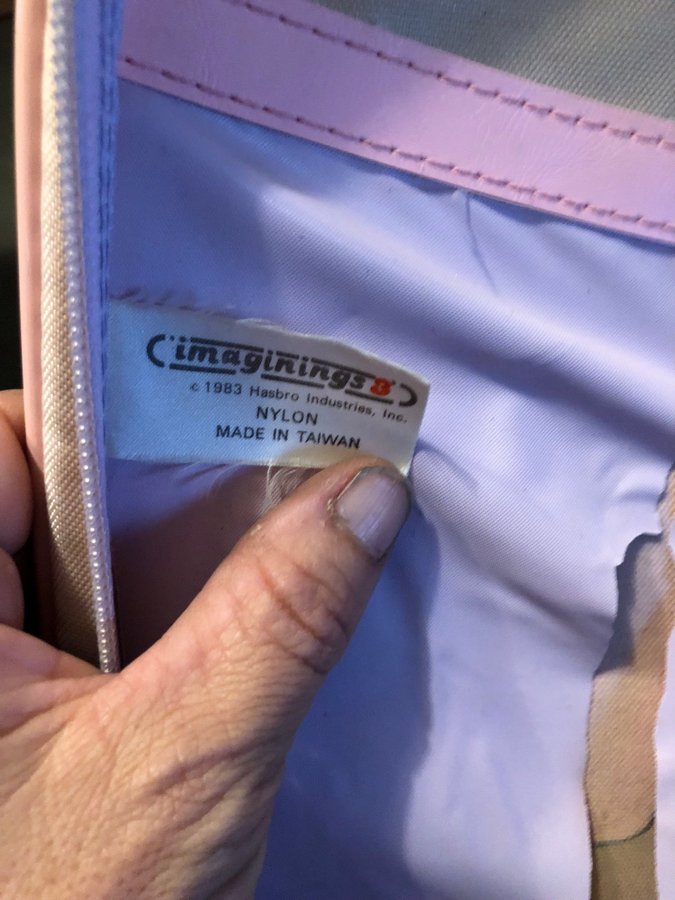 imaginings 3
© 1983 Hasbro Industries, Inc.
NYLON
MADE IN TAIWAN